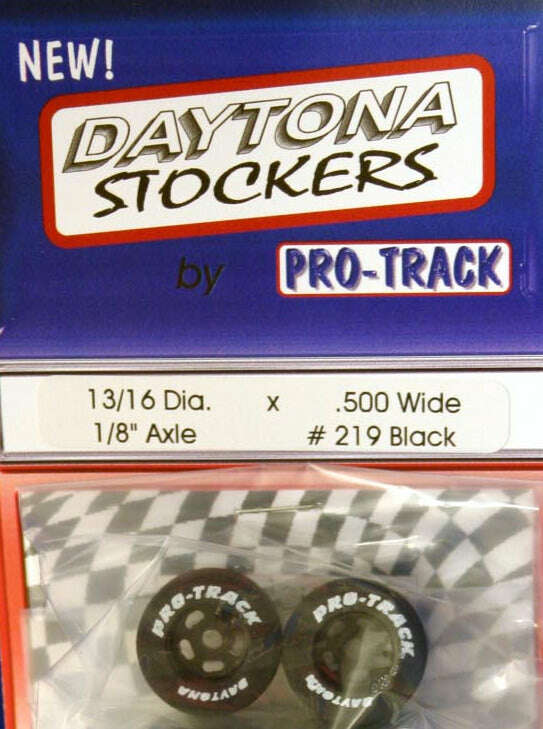 NEW!
DAYTONA
STOCKERS
by PRO-TRACK
13/16 Dia. x .500 Wide
1/8" Axle # 219 Black
PRO-TRACK
DAYTONA
PRO-TRACK
DAYTONA